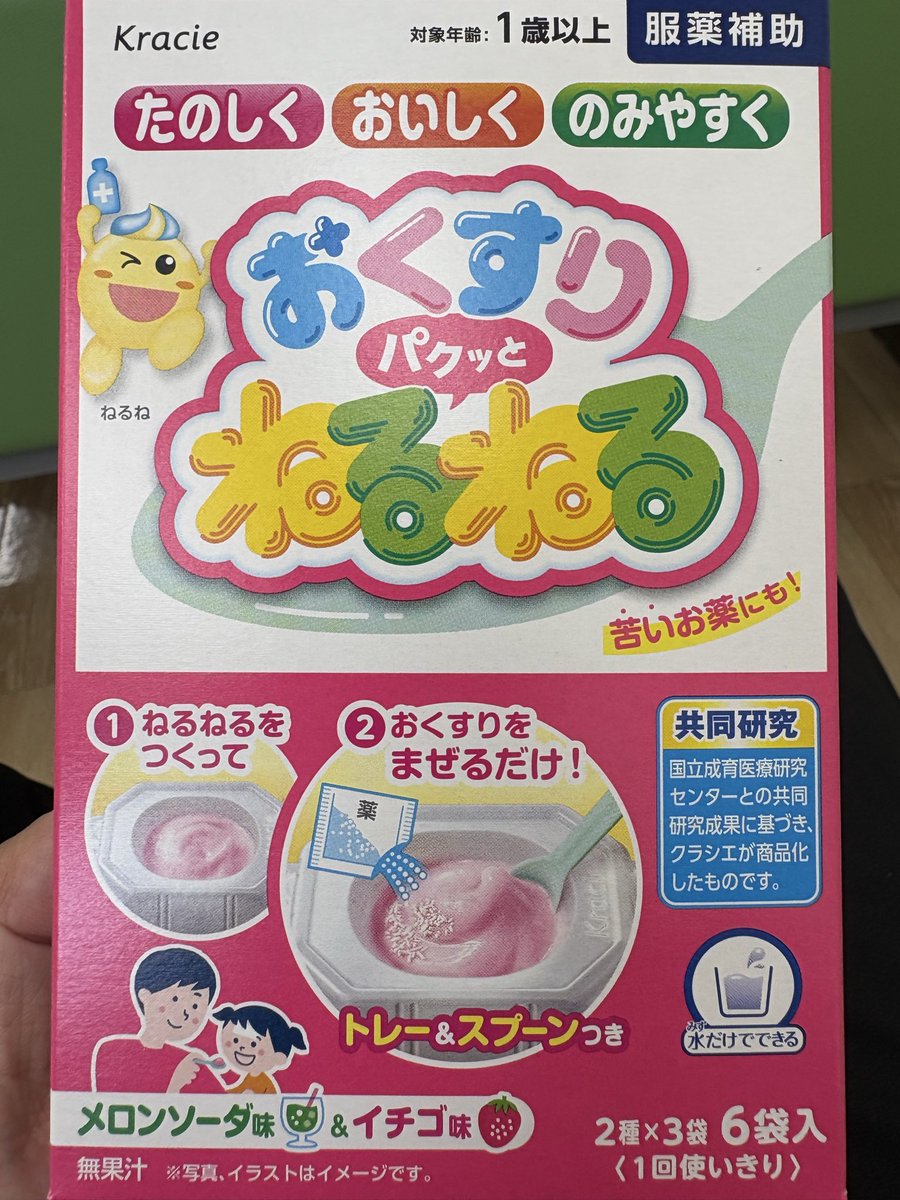 Kracie
対象年齢:1歳以上
服薬補助
たのしく おいしく のみやすく
おくすり
パクッと
ねるねる
ねるね
苦いお薬にも!
1 ねるねるを
つくって
2 おくすりを
まぜるだけ!
薬
Kracie
トレー&スプーンつき
共同研究
国立成育医療研究
センターとの共同
研究成果に基づき、
クラシエが商品化
したものです。
みず
水だけでできる
メロンソーダ味 &イチゴ味
2種×3袋 6袋入
〈1回使いきり〉
無果汁 ※写真、イラストはイメージです。